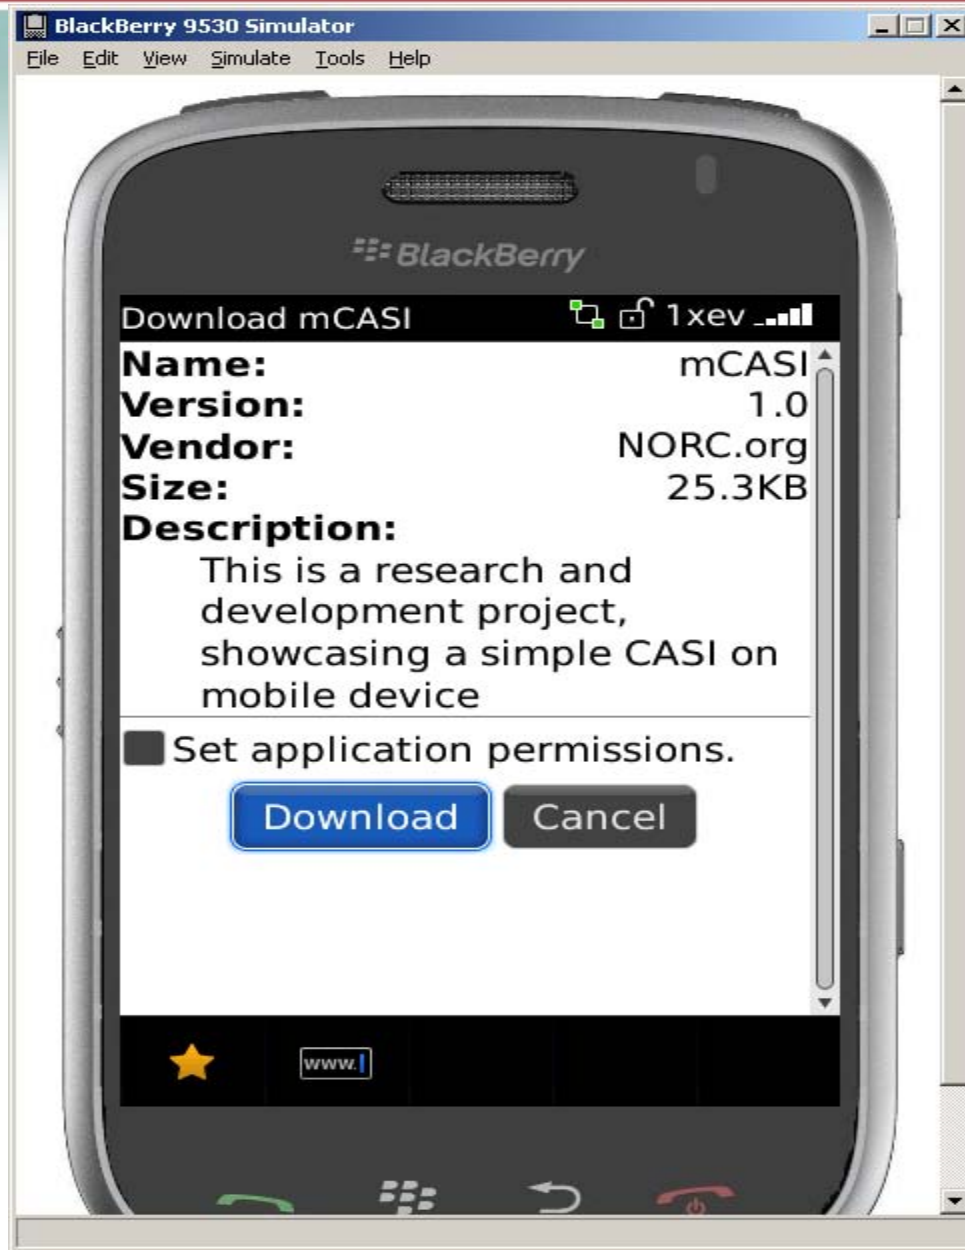 BlackBerry 9530 Simulator
File Edit View Simulate Tools Help
BlackBerry
Download mCASI 1xev
Name: mCASI
Version: 1.0
Vendor: NORC.org
Size: 25.3KB
Description:
This is a research and
development project,
showcasing a simple CASI on
mobile device
Set application permissions.
Download Cancel
www.